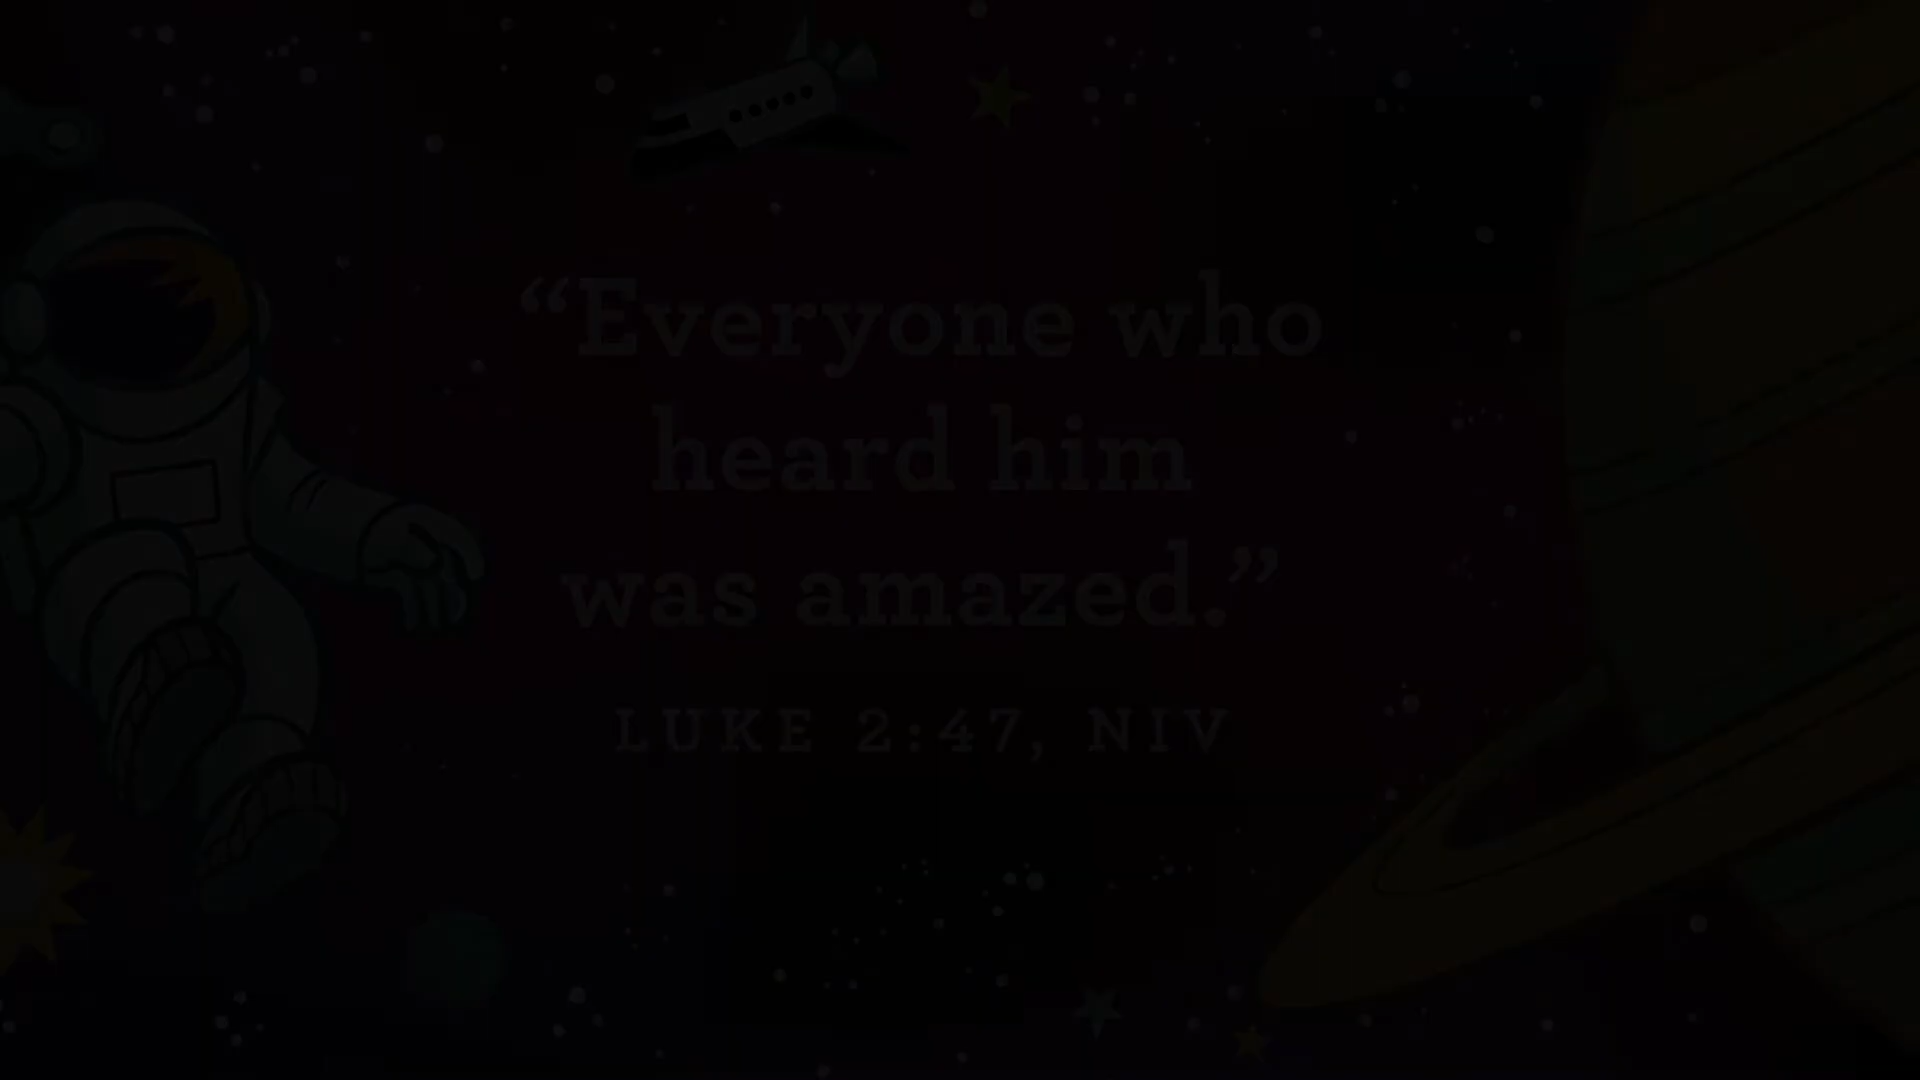 “Everyone who
heard him
was amazed.”
LUKE 2:47, NIV